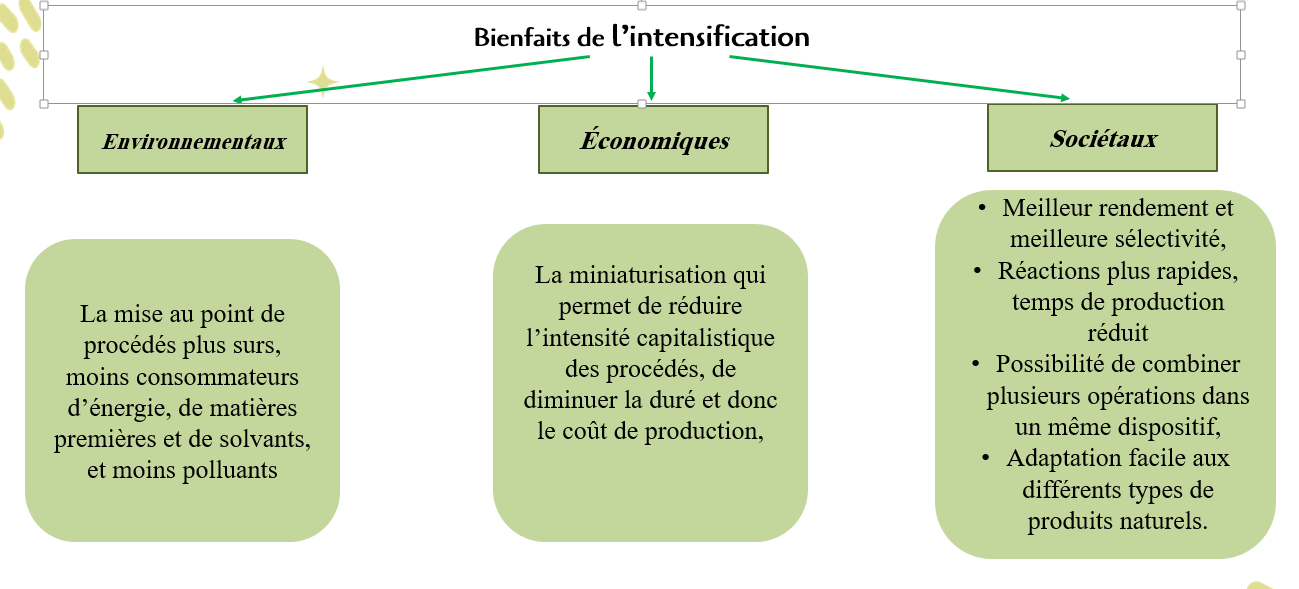 Bienfaits de l’intensification
Environnementaux
Économiques
Sociétaux
La mise au point de
procédés plus surs,
moins consommateurs
d’énergie, de matières
premières et de solvants,
et moins polluants
La miniaturisation qui
permet de réduire
l’intensité capitalistique
des procédés, de
diminuer la duré et donc
le coût de production,
• Meilleur rendement et
meilleure sélectivité,
• Réactions plus rapides,
temps de production
réduit
• Possibilité de combiner
plusieurs opérations dans
un même dispositif,
• Adaptation facile aux
différents types de
produits naturels.